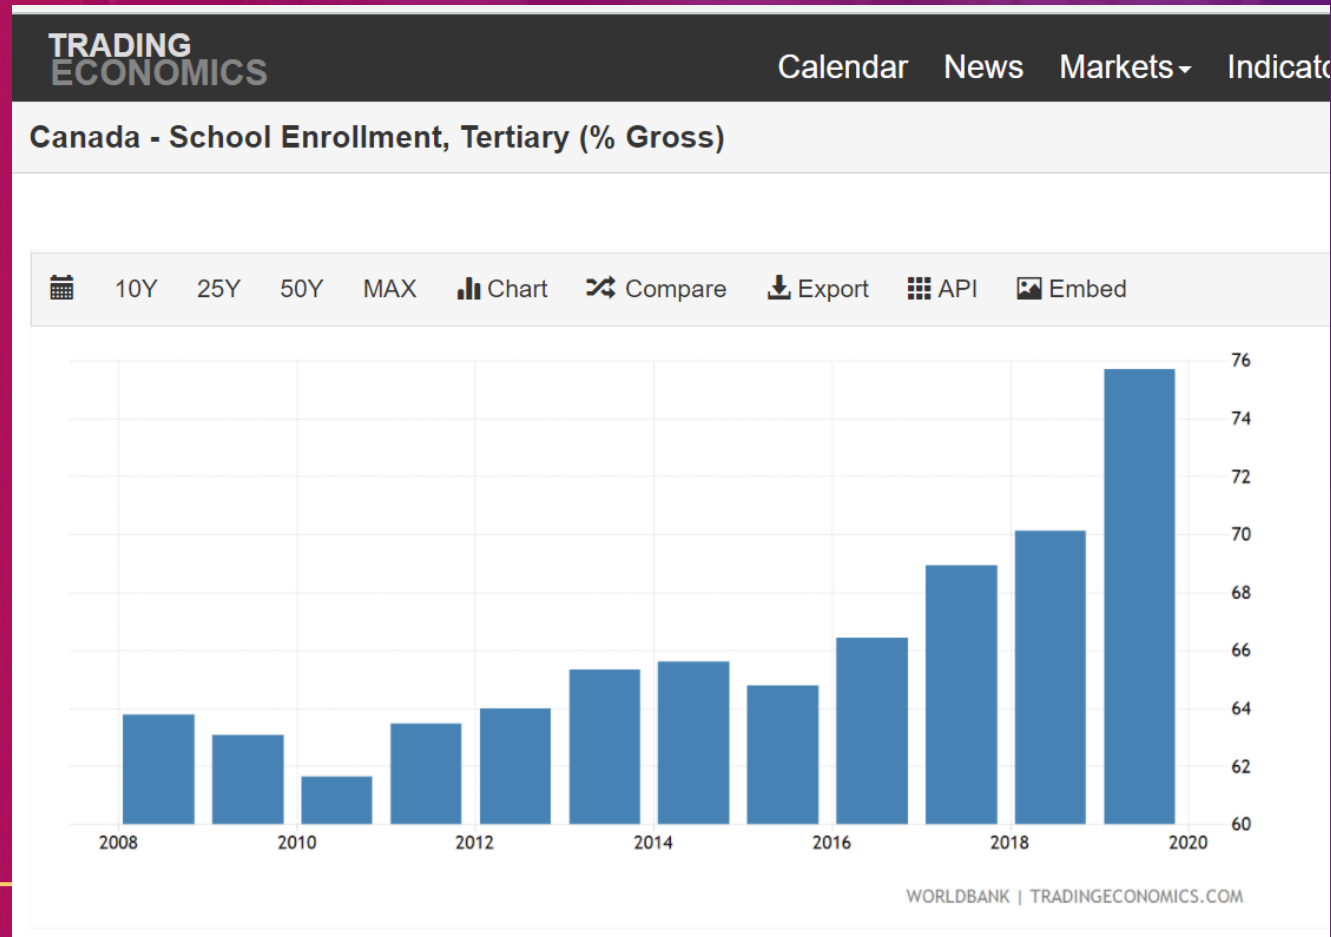 TRADING
ECONOMICS
Calendar News Markets Indicato
Canada - School Enrollment, Tertiary (% Gross)
10Y 25Y 50Y MAX Chart Compare Export API Embed
76
74
72
70
68
66
64
62
60
2008 2010 2012 2014 2016 2018 2020
WORLDBANK | TRADINGECONOMICS.COM